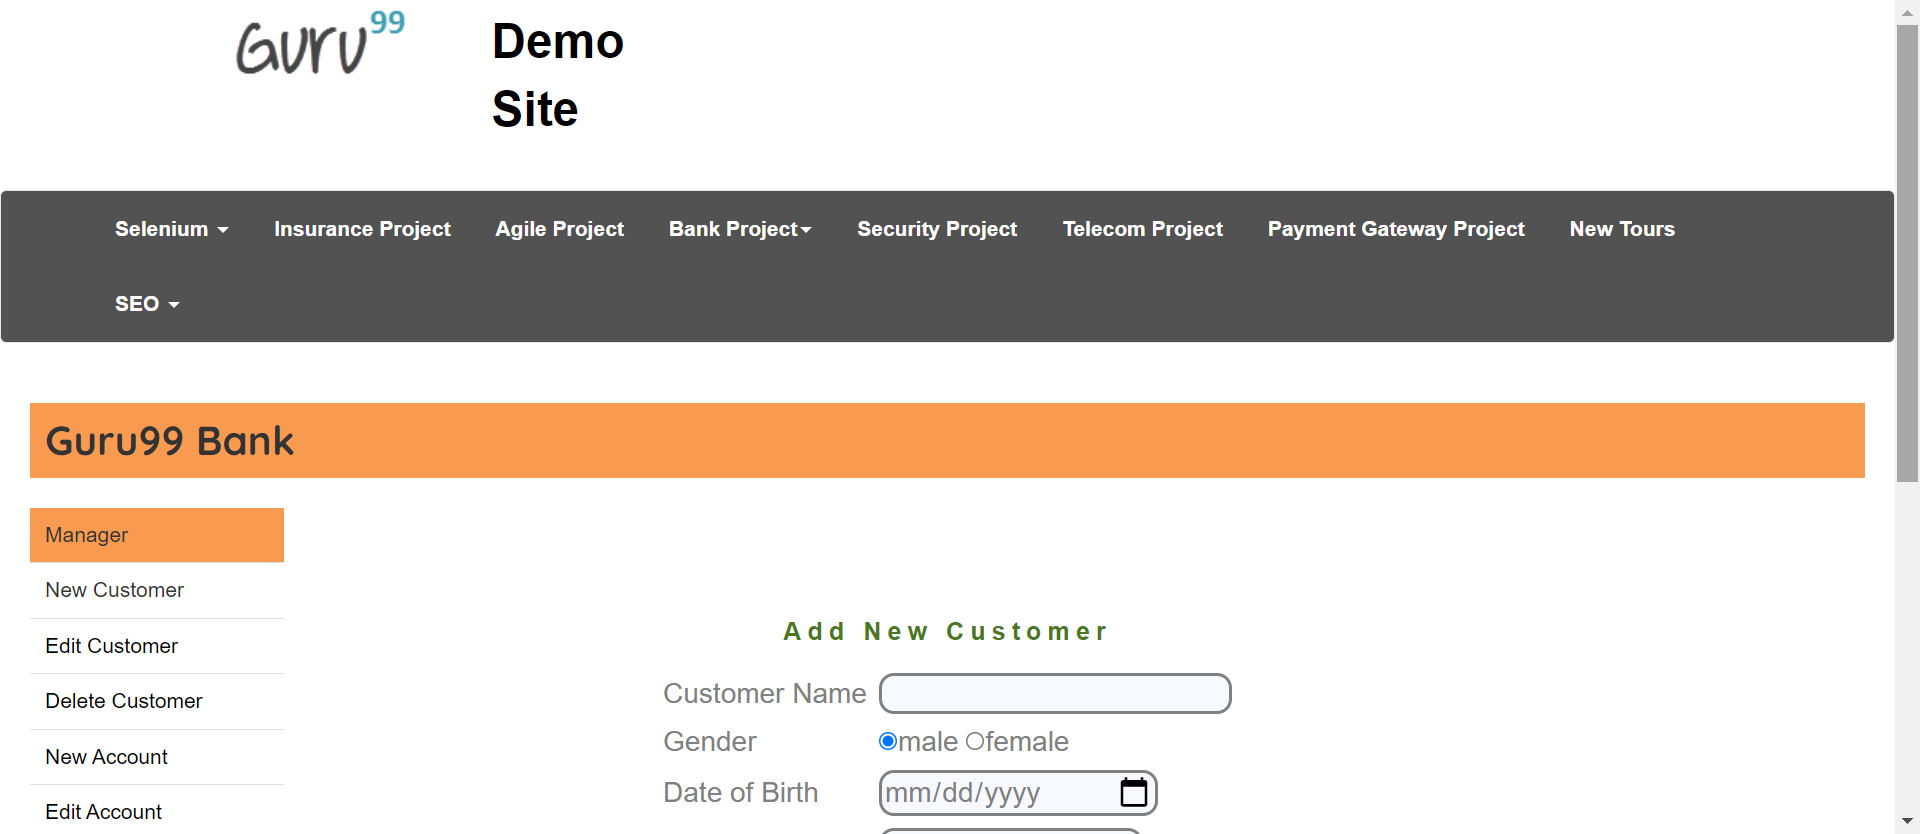 Guru99
Demo
Site
Selenium Insurance Project Agile Project Bank Project Security Project Telecom Project Payment Gateway Project New Tours
SEO
Guru99 Bank
Manager
New Customer
Edit Customer
Delete Customer
New Account
Edit Account
Add New Customer
Customer Name
Gender male female
Date of Birth mm/dd/yyyy